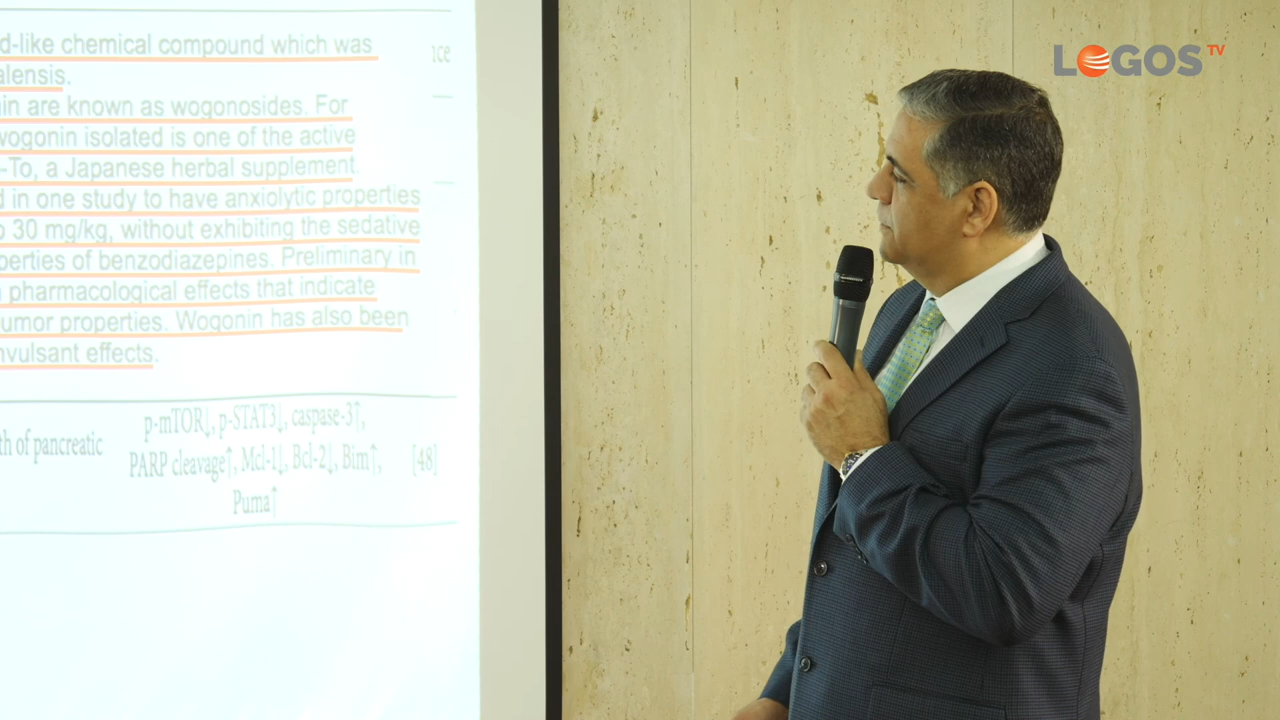 LOGOS TV
d-like chemical compound which was
alensis.
nin are known as wogonosides. For
wogonin isolated is one of the active
-To, a Japanese herbal supplement.
d in one study to have anxiolytic properties
o 30 mg/kg, without exhibiting the sedative
perties of benzodiazepines. Preliminary in
pharmacological effects that indicate
tumor properties. Wogonin has also been
nvulsant effects.
th of pancreatic
p-mTOR↓, p-STAT3↓, caspase-3↑,
PARP cleavage↑, Mcl-1↓, Bcl-2↓, Bim↑,
Puma↑
[48]